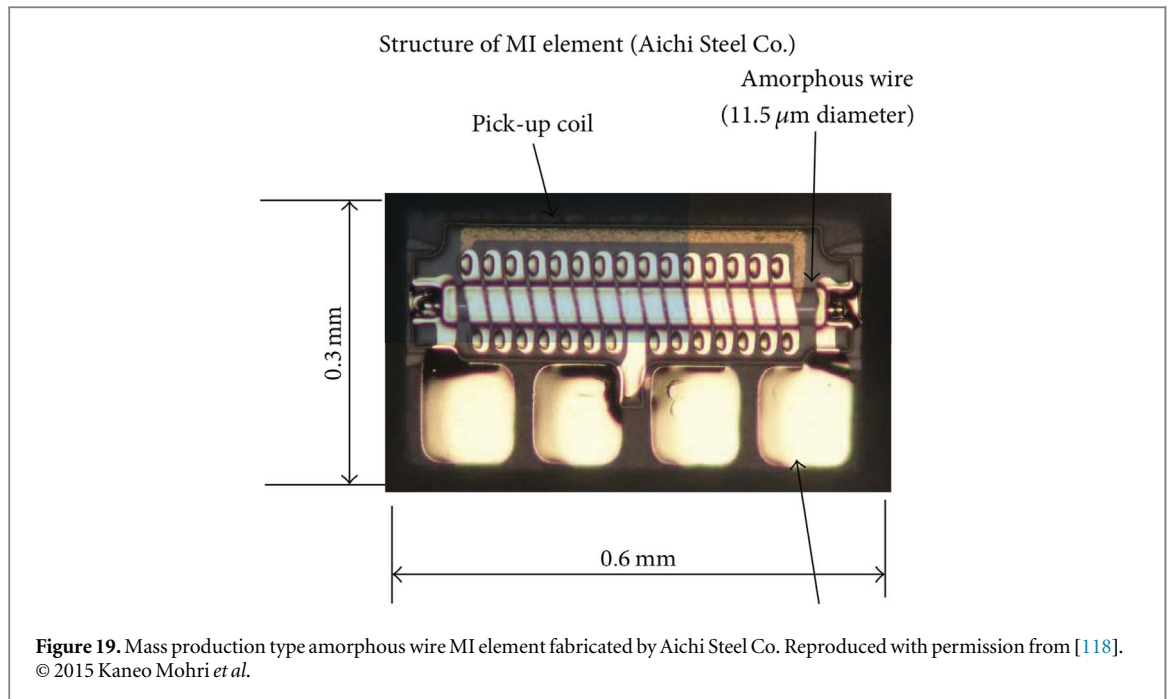 Structure of MI element (Aichi Steel Co.)
Amorphous wire
(11.5 μm diameter)
Pick-up coil
0.3 mm
0.6 mm
Figure 19. Mass production type amorphous wire MI element fabricated by Aichi Steel Co. Reproduced with permission from [118].
© 2015 Kaneo Mohri et al.